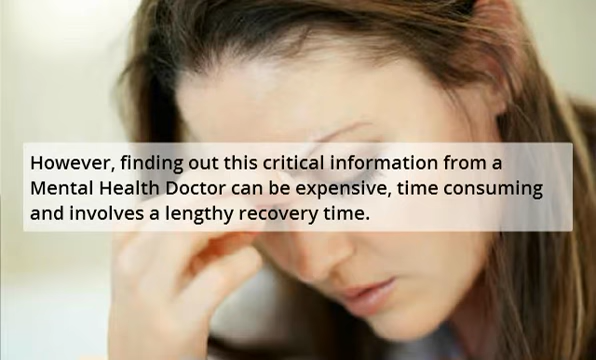 However, finding out this critical information from a
Mental Health Doctor can be expensive, time consuming
and involves a lengthy recovery time.